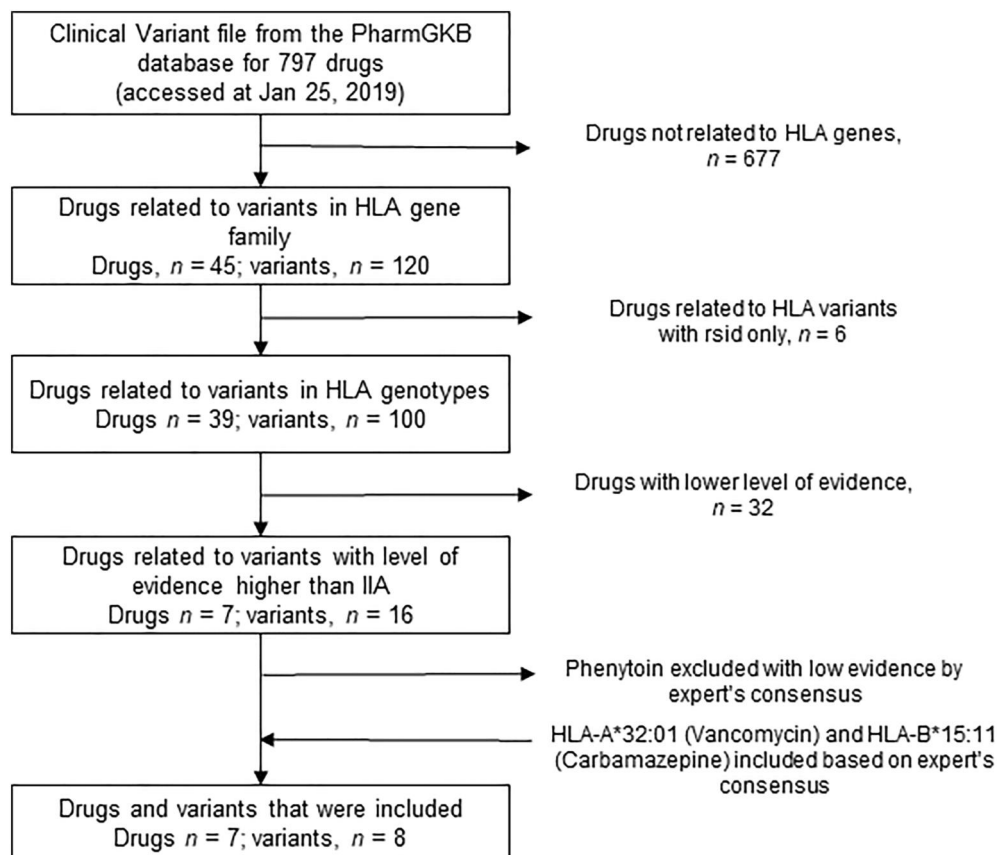 Clinical Variant file from the PharmGKB
database for 797 drugs
(accessed at Jan 25, 2019)
Drugs not related to HLA genes,
n = 677
Drugs related to variants in HLA gene
family
Drugs, n = 45; variants, n = 120
Drugs related to HLA variants
with rsid only, n = 6
Drugs related to variants in HLA genotypes
Drugs n = 39; variants, n = 100
Drugs with lower level of evidence,
n = 32
Drugs related to variants with level of
evidence higher than IIA
Drugs n = 7; variants, n = 16
Phenytoin excluded with low evidence by
expert's consensus
HLA-A*32:01 (Vancomycin) and HLA-B*15:11
(Carbamazepine) included based on expert's
consensus
Drugs and variants that were included
Drugs n = 7; variants, n = 8